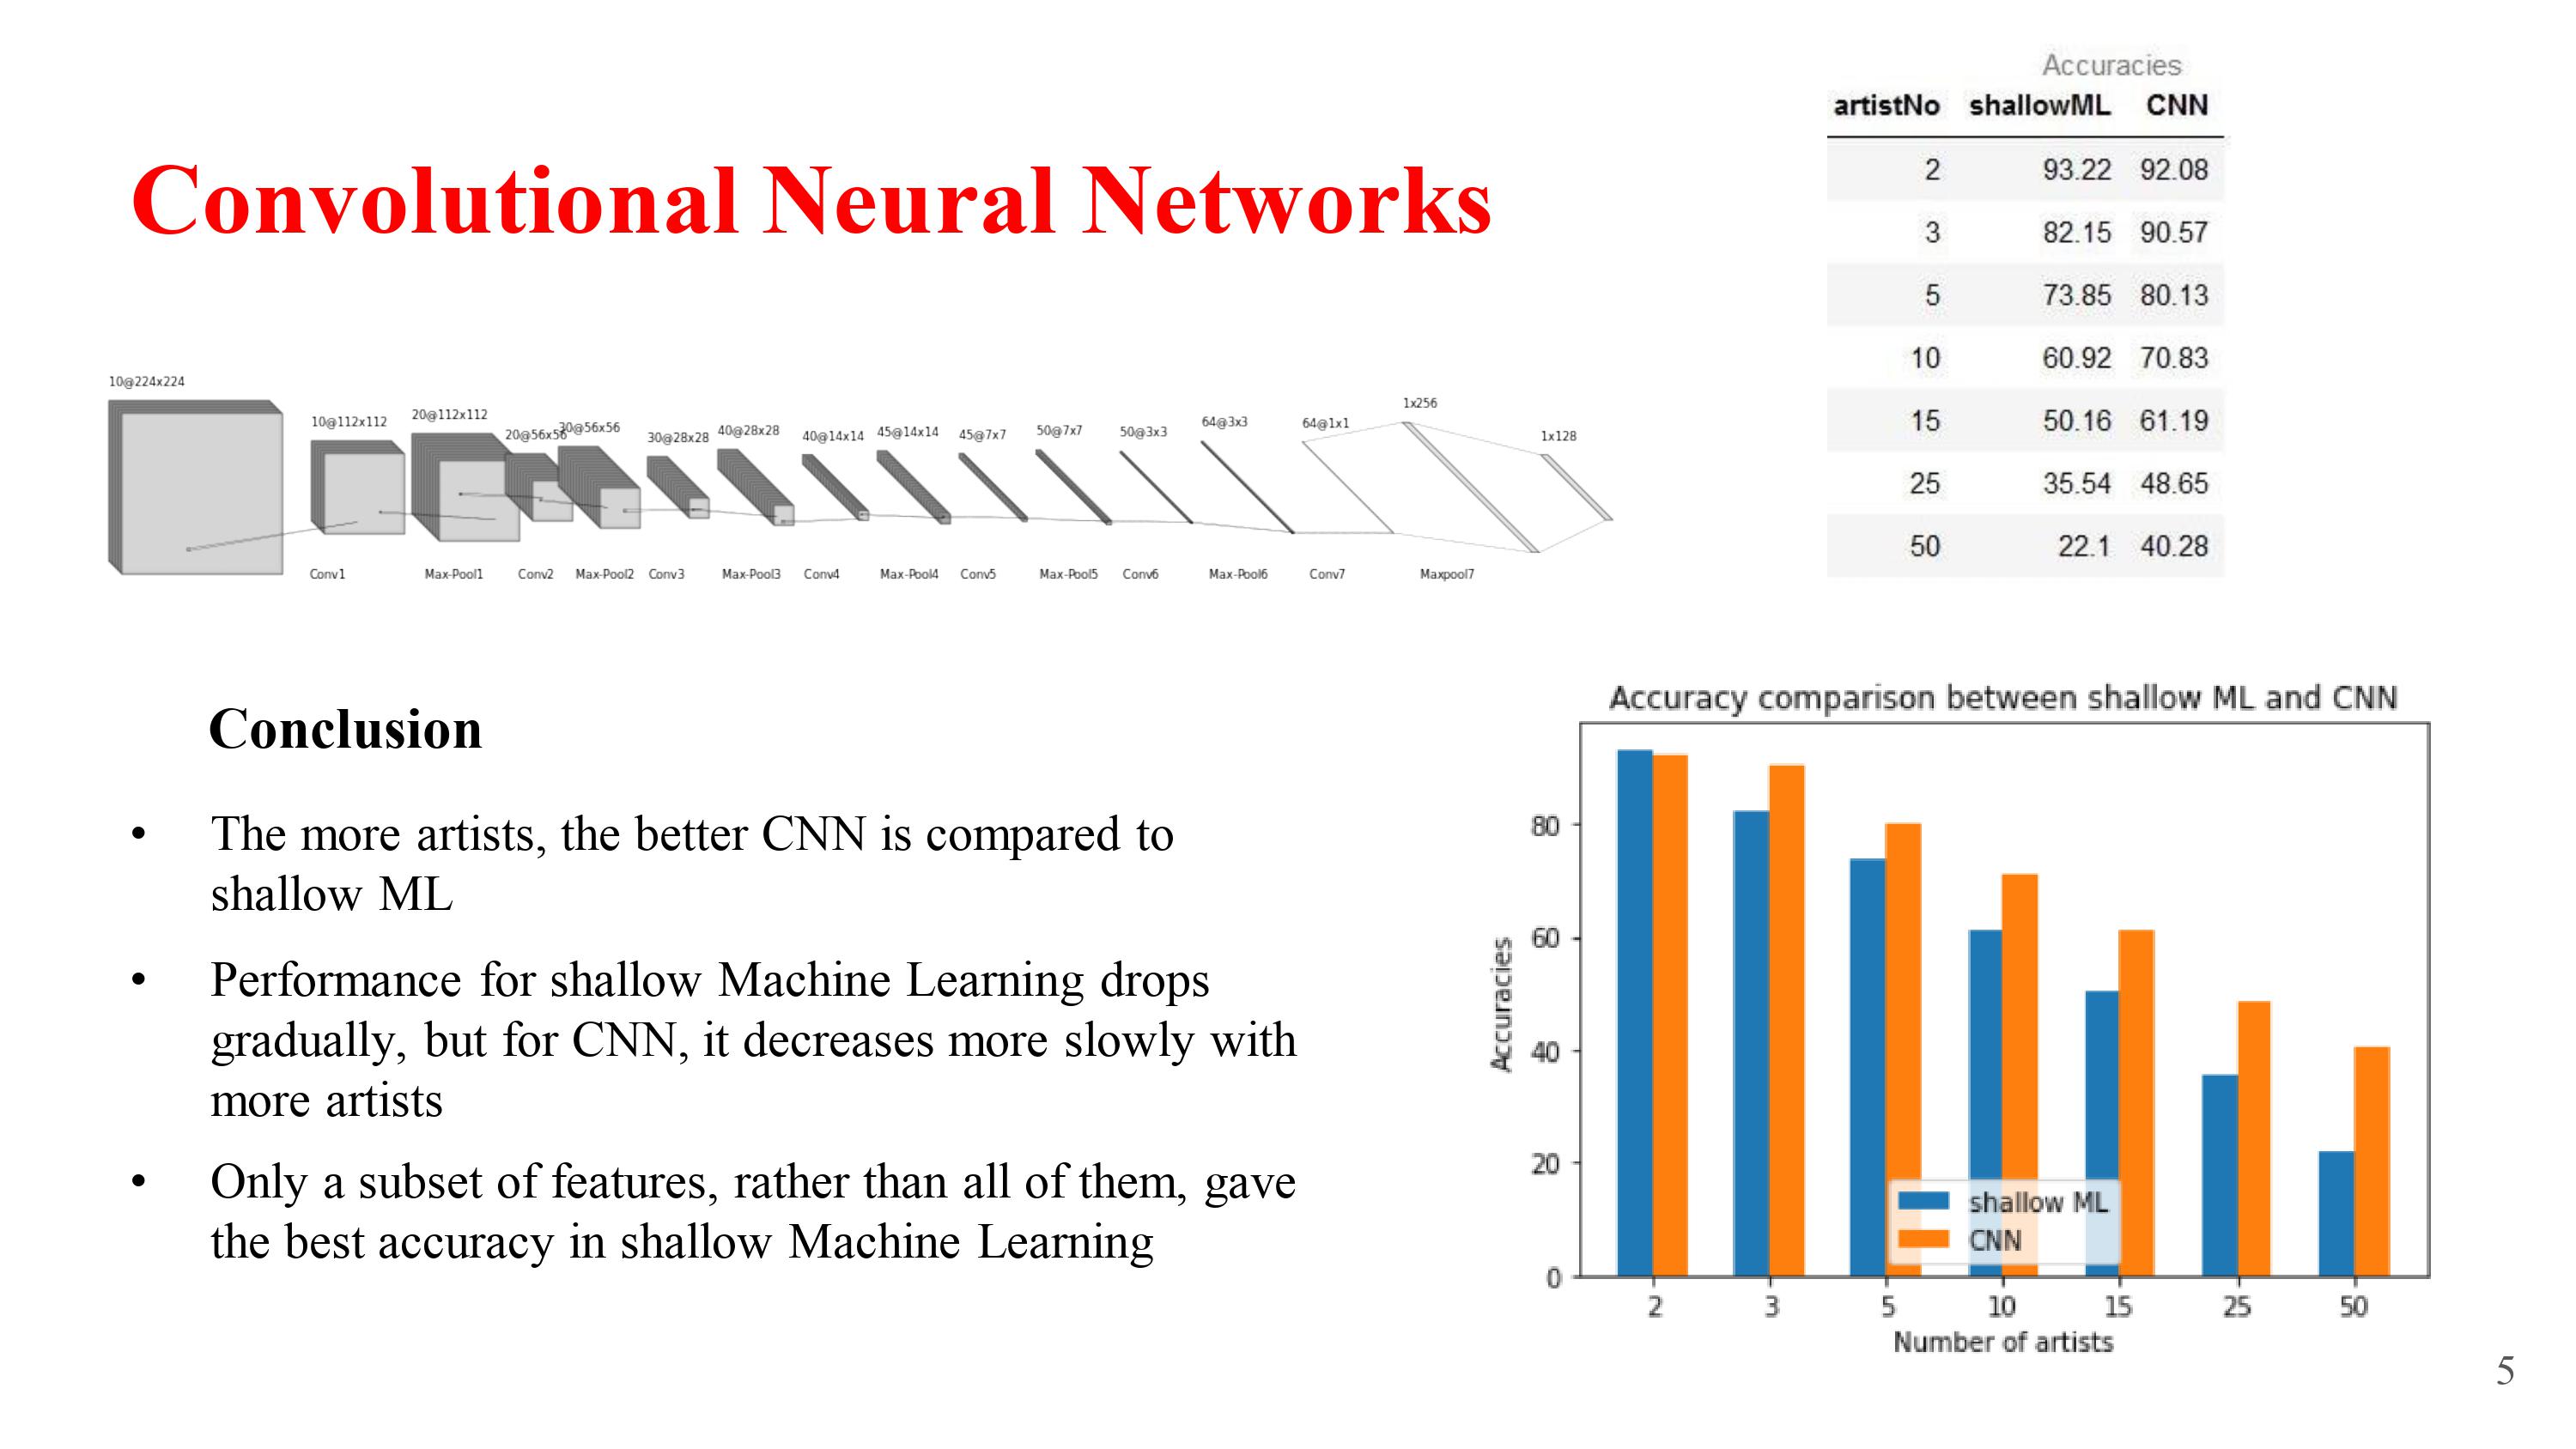 Convolutional Neural Networks
Accuracies
artistNo shallowML CNN
2 93.22 92.08
3 82.15 90.57
5 73.85 80.13
10 60.92 70.83
15 50.16 61.19
25 35.54 48.65
50 22.1 40.28
10@224x224
10@112x112
20@112x112
20@56x56
30@56x56
30@28x28
40@28x28
40@14x14
45@14x14
45@7x7
50@7x7
50@3x3
64@3x3
64@1x1
1x256
1x128
Conv1 Max-Pool1 Conv2 Max-Pool2 Conv3 Max-Pool3 Conv4 Max-Pool4 Conv5 Max-Pool5 Conv6 Max-Pool6 Conv7 Maxpool7
Conclusion
• The more artists, the better CNN is compared to
shallow ML
• Performance for shallow Machine Learning drops
gradually, but for CNN, it decreases more slowly with
more artists
• Only a subset of features, rather than all of them, gave
the best accuracy in shallow Machine Learning
Accuracy comparison between shallow ML and CNN
Accuracies
80
60
40
20
0
shallow ML
CNN
2 3 5 10 15 25 50
Number of artists
5